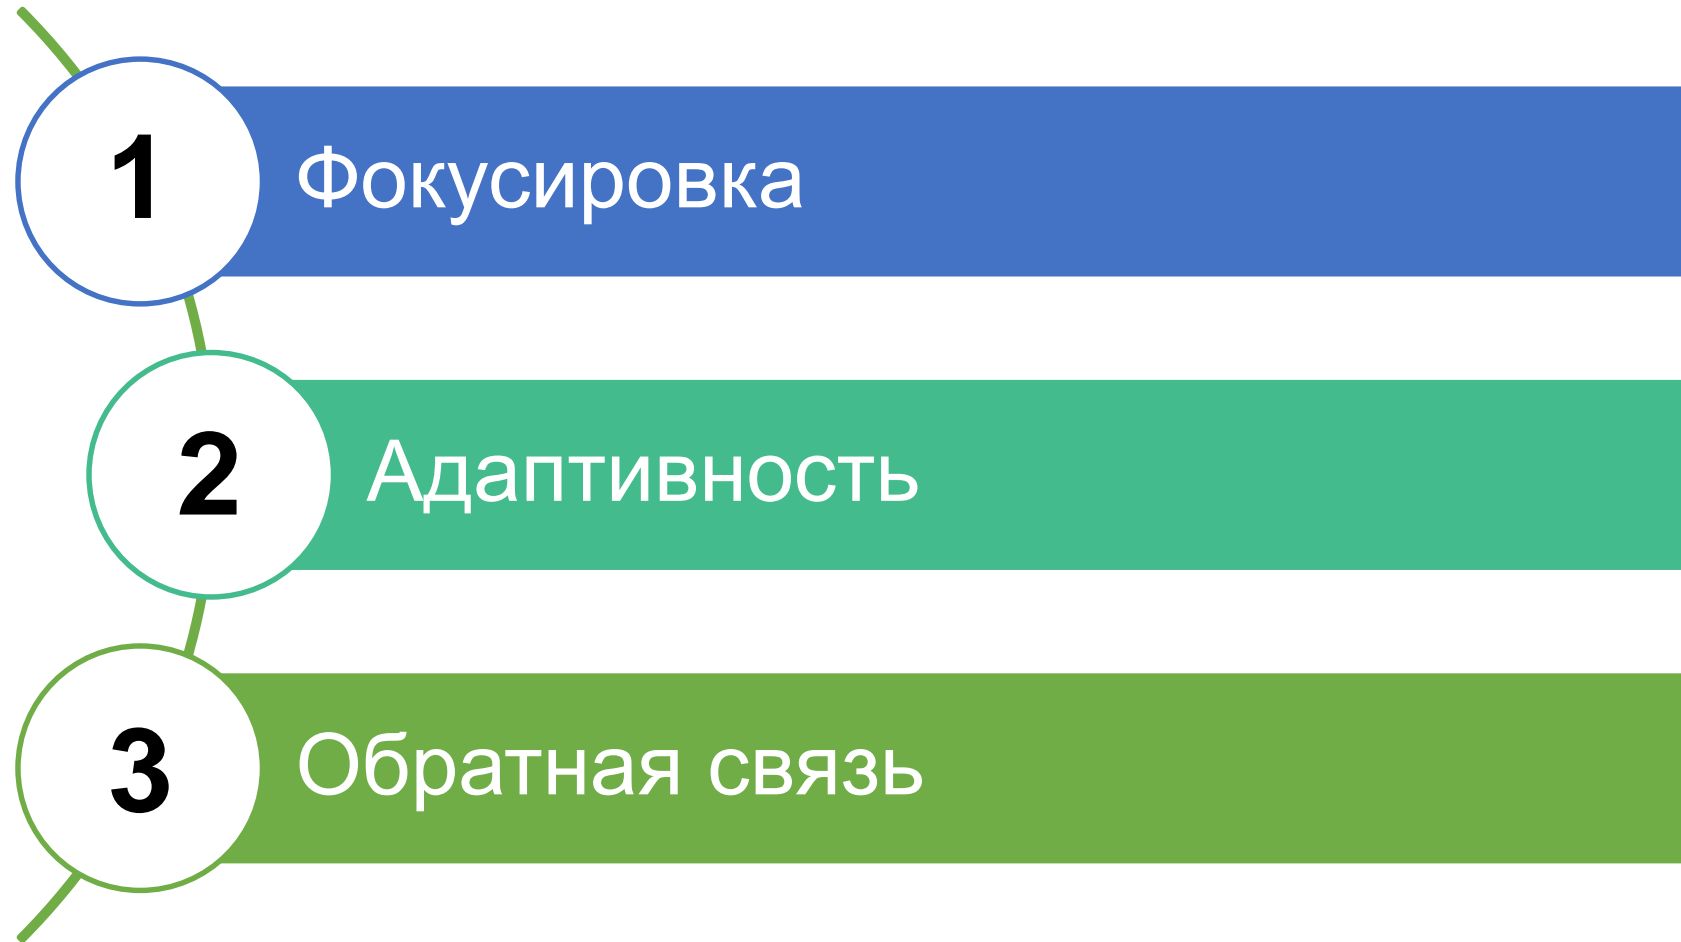 1
Фокусировка
2
Адаптивность
3
Обратная связь